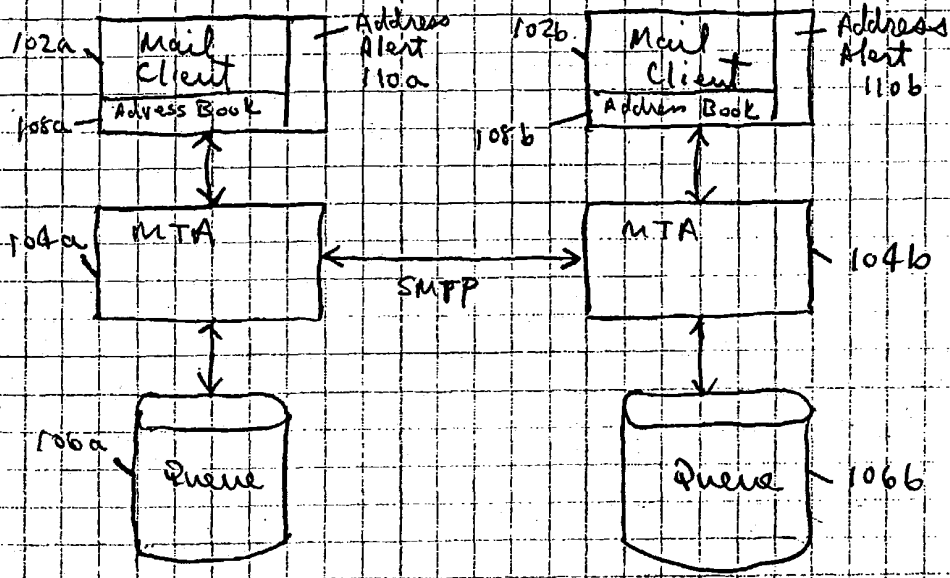 102a
Mail
Client
Address
Alert
110a
108a
Advess Book
102b
Mail
Client
Address
Alert
110b
108b
Address Book
104a
MTA
SMTP
MTA
104b
106a
Queue
Queue
106b